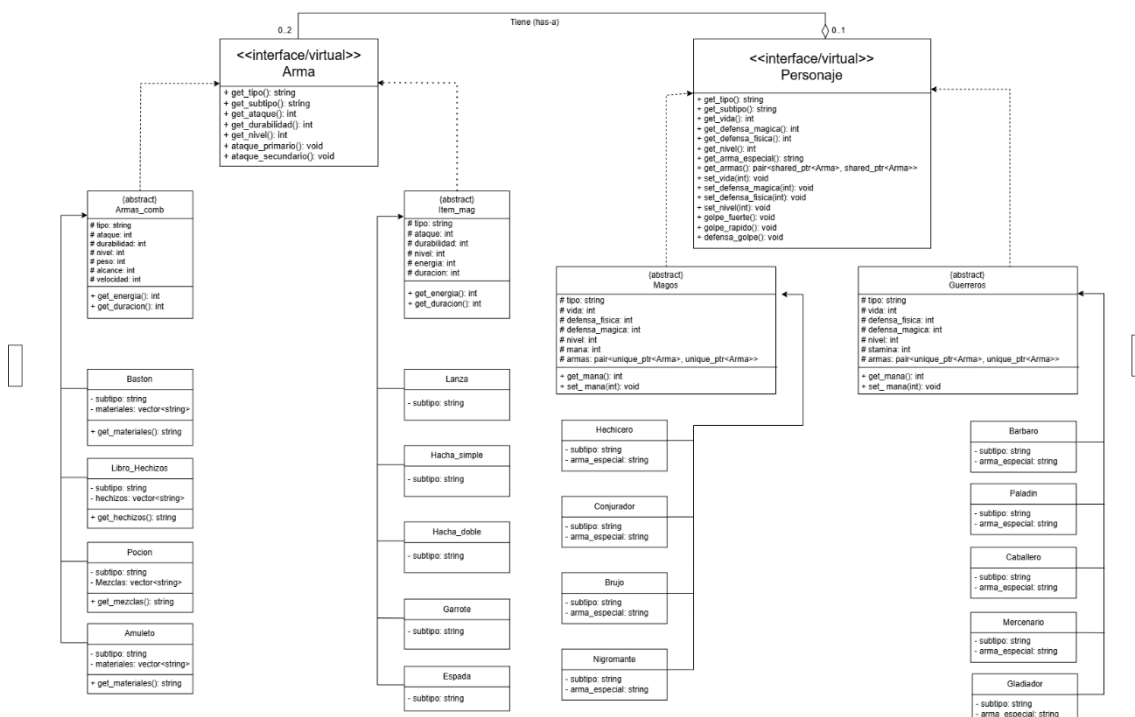 Tiene (has-a)
0..2
0..1
<<interface/virtual>>
Arma
+ get_tipo(): string
+ get_subtipo(): string
+ get_ataque(): int
+ get_durabilidad(): int
+ get_nivel(): int
+ ataque_primario(): void
+ ataque_secundario(): void
<<interface/virtual>>
Personaje
+ get_tipo(): string
+ get_subtipo(): string
+ get_vida(): int
+ get_defensa_magica(): int
+ get_defensa_fisica(): int
+ get_nivel(): int
+ get_arma_especial(): string
+ get_armas(): pair<shared_ptr<Arma>, shared_ptr<Arma>>
+ set_vida(int): void
+ set_defensa_magica(int): void
+ set_defensa_fisica(int): void
+ set_nivel(int): void
+ golpe_fuerte(): void
+ golpe_rapido(): void
+ defensa_golpe(): void
{abstract}
Armas_comb
# tipo: string
# ataque: int
# durabilidad: int
# nivel: int
# peso: int
# alcance: int
# velocidad: int
+ get_energia(): int
+ get_duracion(): int
{abstract}
Item_mag
# tipo: string
# ataque: int
# durabilidad: int
# nivel: int
# energia: int
# duracion: int
+ get_energia(): int
+ get_duracion(): int
{abstract}
Magos
# tipo: string
# vida: int
# defensa_fisica: int
# defensa_magica: int
# nivel: int
# mana: int
# armas: pair<unique_ptr<Arma>, unique_ptr<Arma>>
+ get_mana(): int
+ set_ mana(int): void
{abstract}
Guerreros
# tipo: string
# vida: int
# defensa_fisica: int
# defensa_magica: int
# nivel: int
# stamina: int
# armas: pair<unique_ptr<Arma>, unique_ptr<Arma>>
+ get_mana(): int
+ set_ mana(int): void
Baston
- subtipo: string
- materiales: vector<string>
+ get_materiales(): string
Libro_Hechizos
- subtipo: string
- hechizos: vector<string>
+ get_hechizos(): string
Pocion
- subtipo: string
- Mezclas: vector<string>
+ get_mezclas(): string
Amuleto
- subtipo: string
- materiales: vector<string>
+ get_materiales(): string
Lanza
- subtipo: string
Hacha_simple
- subtipo: string
Hacha_doble
- subtipo: string
Garrote
- subtipo: string
Espada
- subtipo: string
Hechicero
- subtipo: string
- arma_especial: string
Conjurador
- subtipo: string
- arma_especial: string
Brujo
- subtipo: string
- arma_especial: string
Nigromante
- subtipo: string
- arma_especial: string
Barbaro
- subtipo: string
- arma_especial: string
Paladin
- subtipo: string
- arma_especial: string
Caballero
- subtipo: string
- arma_especial: string
Mercenario
- subtipo: string
- arma_especial: string
Gladiador
- subtipo: string
- arma_especial: string